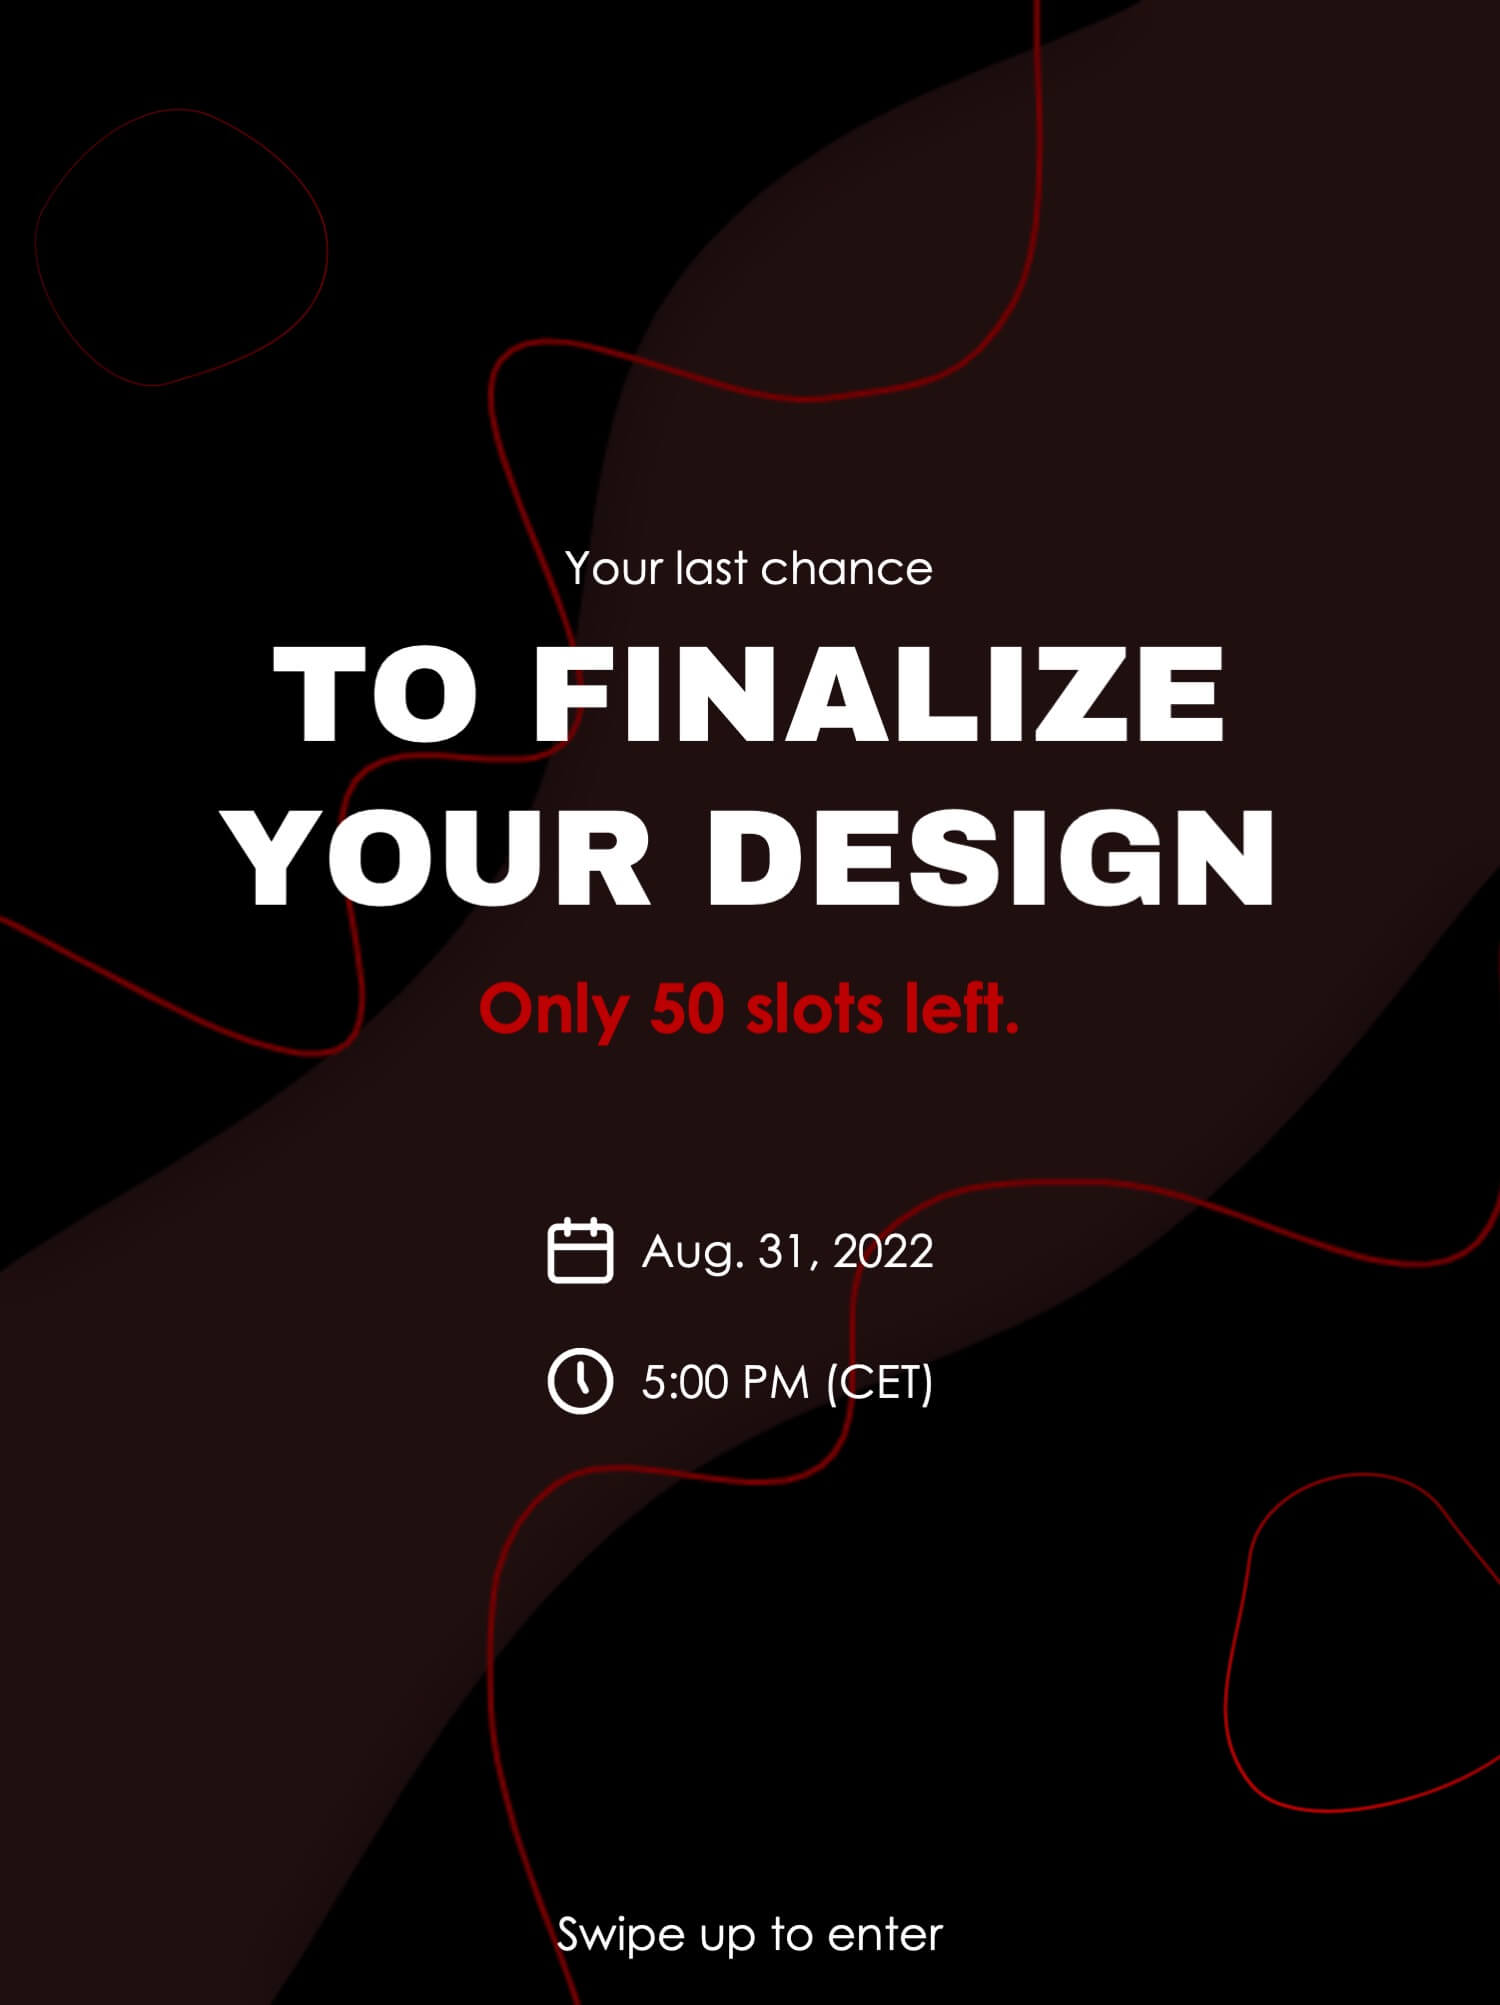 Your last chance
TO FINALIZE
YOUR DESIGN
Only 50 slots left.
Aug. 31, 2022
5:00 PM (CET)
Swipe up to enter